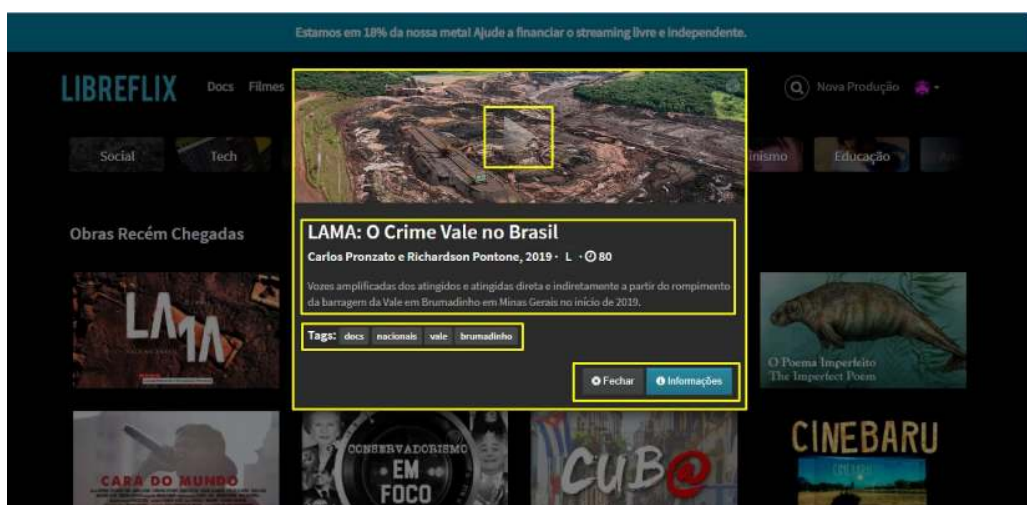 Estamos em 18% da nossa meta! Ajude a financiar o streaming livre e independente.
LIBREFLIX Docs Filmes Nova Produção
Social Tech inismo Educação
Obras Recém Chegadas
LAMA: O Crime Vale no Brasil
Carlos Pronzato e Richardson Pontone, 2019 · L · 80
Vozes amplificadas dos atingidos e atingidas direta e indiretamente a partir do rompimento
da barragem da Vale em Brumadinho em Minas Gerais no início de 2019.
Tags: docs nacionais vale brumadinho
Fechar Informações
LAMA
O Poema Imperfeito
The Imperfect Poem
CARA DO MUNDO
CONSERVADORISMO
EM
FOCO
CUB@
CINEBARU